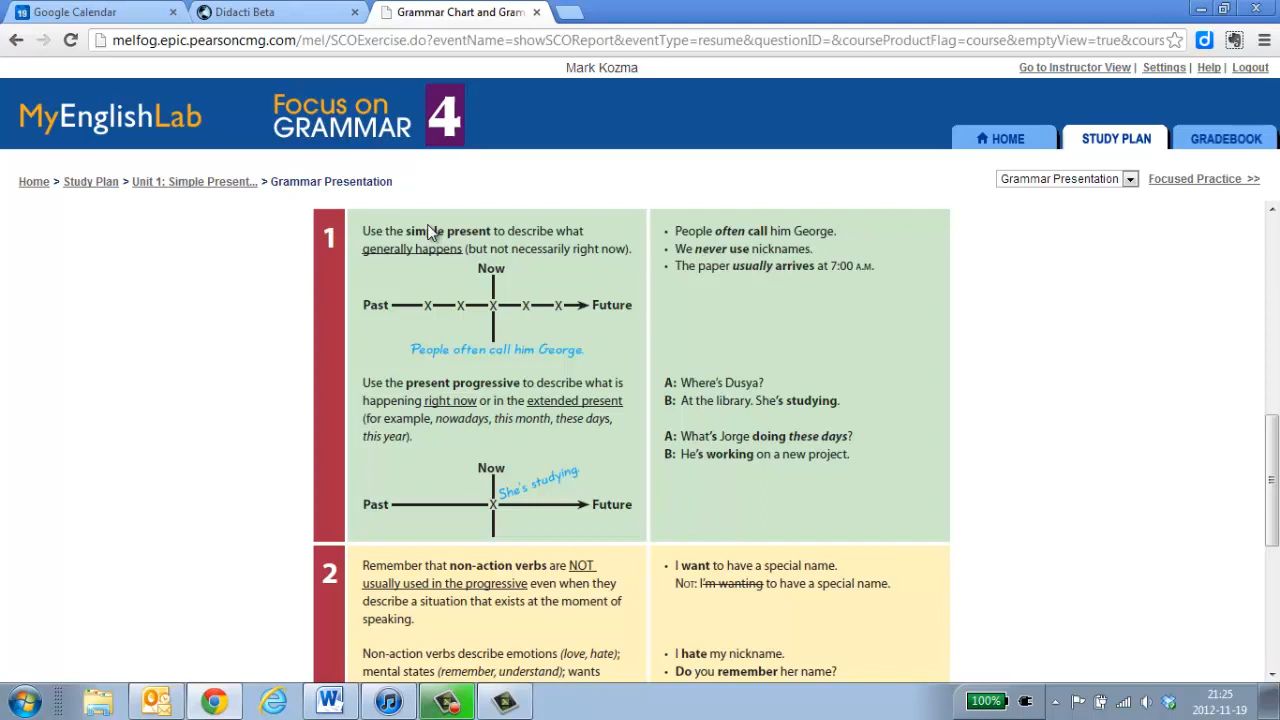 19 Google Calendar
Didacti Beta
Grammar Chart and Gram
melfog.epic.pearsoncmg.com/mel/SCOExercise.do?eventName=showSCOReport&eventType=resume&questionID=&courseProductFlag=course&emptyView=true&cours
Mark Kozma
Go to Instructor View | Settings | Help | Logout
MyEnglishLab
Focus on
GRAMMAR 4
HOME
STUDY PLAN
GRADEBOOK
Home > Study Plan > Unit 1: Simple Present... > Grammar Presentation
Grammar Presentation
Focused Practice >>
1
Use the simple present to describe what
generally happens (but not necessarily right now).
Now
Past X X X X X Future
People often call him George.
• People often call him George.
• We never use nicknames.
• The paper usually arrives at 7:00 A.M.
Use the present progressive to describe what is
happening right now or in the extended present
(for example, nowadays, this month, these days,
this year).
Now
She's studying.
Past X Future
A: Where's Dusya?
B: At the library. She's studying.
A: What's Jorge doing these days?
B: He's working on a new project.
2
Remember that non-action verbs are NOT
usually used in the progressive even when they
describe a situation that exists at the moment of
speaking.
• I want to have a special name.
NOT: I'm wanting to have a special name.
Non-action verbs describe emotions (love, hate);
mental states (remember, understand); wants
• I hate my nickname.
• Do you remember her name?
100%
21:25
2012-11-19